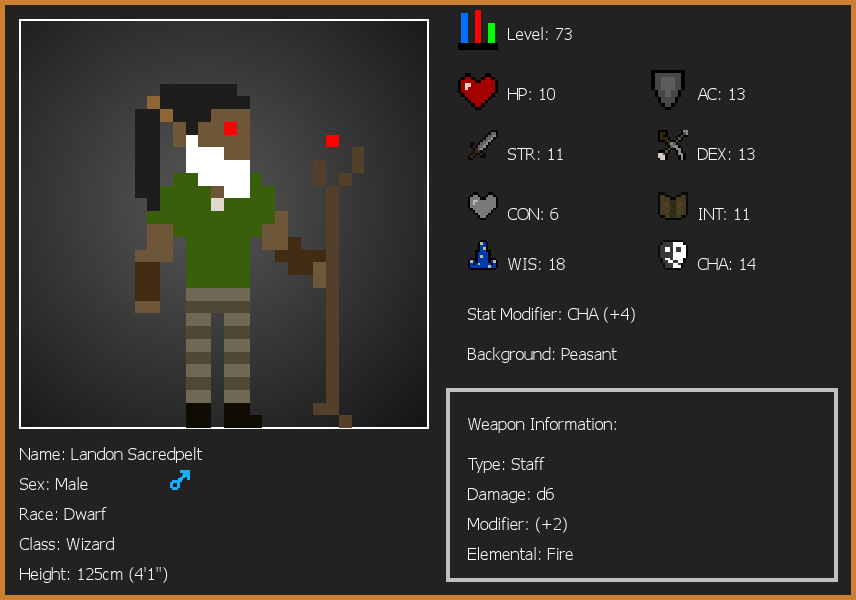 Level: 73
HP: 10
AC: 13
STR: 11
DEX: 13
CON: 6
INT: 11
WIS: 18
CHA: 14
Stat Modifier: CHA (+4)
Background: Peasant
Weapon Information:
Type: Staff
Damage: d6
Modifier: (+2)
Elemental: Fire
Name: Landon Sacredpelt
Sex: Male
Race: Dwarf
Class: Wizard
Height: 125cm (4'1")